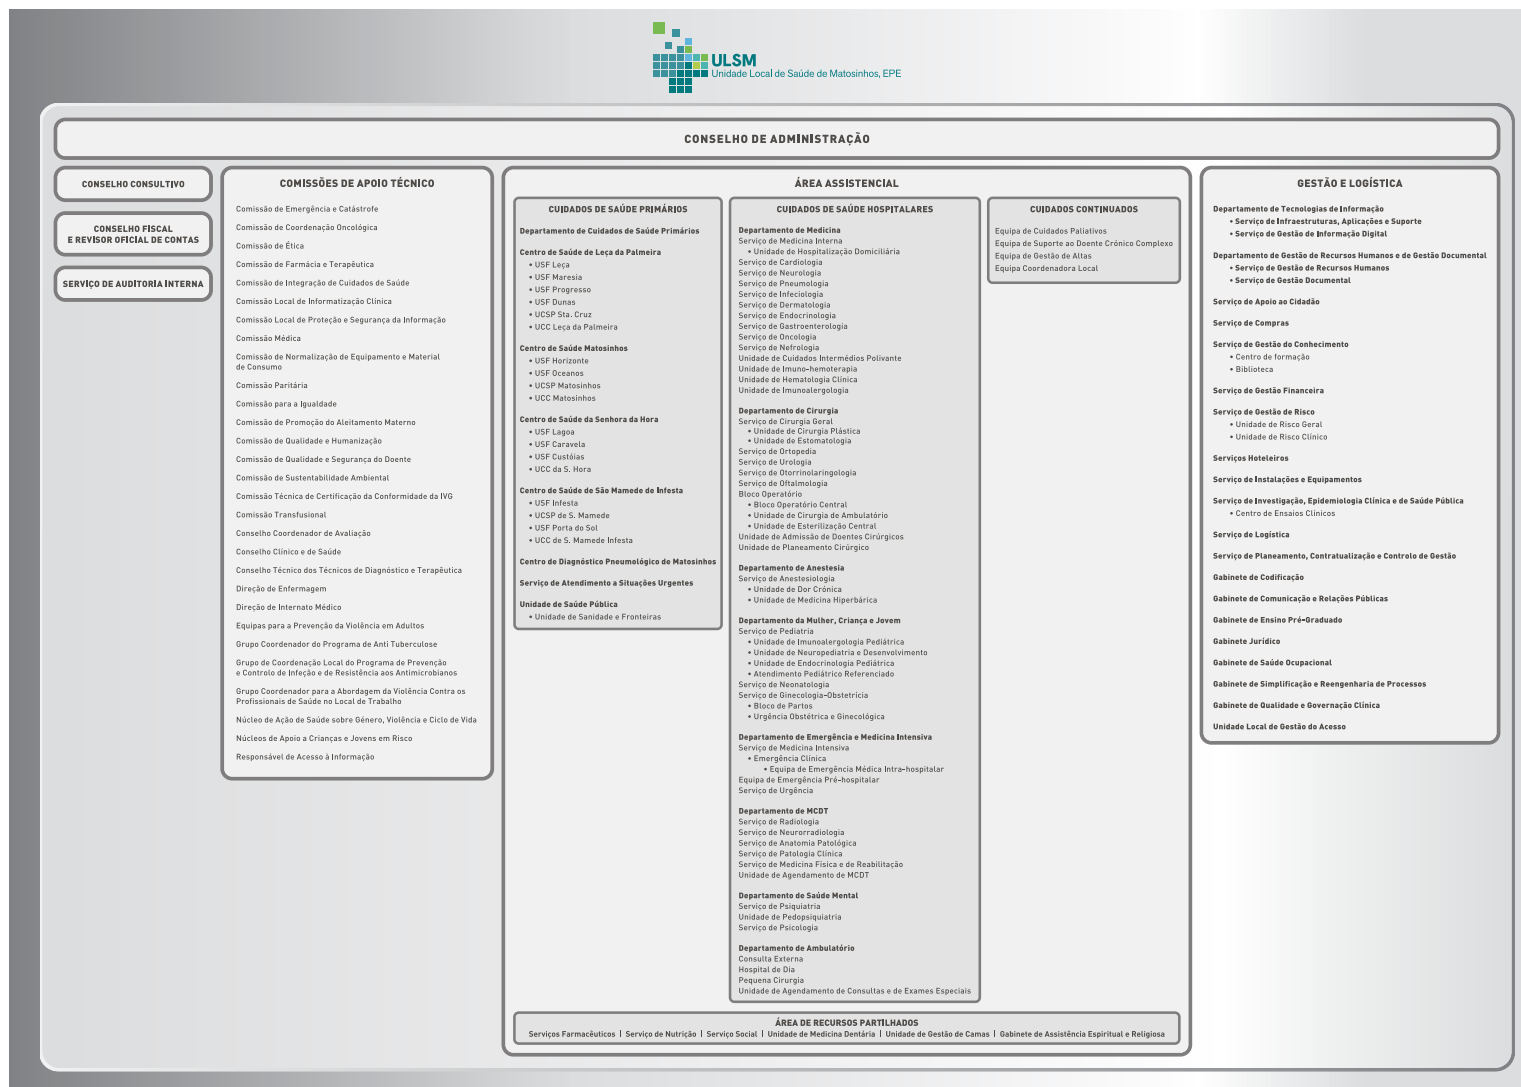 ULSM
Unidade Local de Saúde de Matosinhos, EPE
CONSELHO DE ADMINISTRAÇÃO
CONSELHO CONSULTIVO
CONSELHO FISCAL
E REVISOR OFICIAL DE CONTAS
SERVIÇO DE AUDITORIA INTERNA
COMISSÕES DE APOIO TÉCNICO
Comissão de Emergência e Catástrofe
Comissão de Coordenação Oncológica
Comissão de Ética
Comissão de Farmácia e Terapêutica
Comissão de Integração de Cuidados de Saúde
Comissão Local de Informatização Clínica
Comissão Local de Proteção e Segurança da Informação
Comissão Médica
Comissão de Normalização de Equipamento e Material
de Consumo
Comissão Paritária
Comissão para a Igualdade
Comissão de Promoção do Aleitamento Materno
Comissão de Qualidade e Humanização
Comissão de Qualidade e Segurança do Doente
Comissão de Sustentabilidade Ambiental
Comissão Técnica de Certificação da Conformidade da IVG
Comissão Transfusional
Conselho Coordenador de Avaliação
Conselho Clínico e de Saúde
Conselho Técnico dos Técnicos de Diagnóstico e Terapêutica
Direção de Enfermagem
Direção de Internato Médico
Equipas para a Prevenção da Violência em Adultos
Grupo Coordenador do Programa de Anti Tuberculose
Grupo de Coordenação Local do Programa de Prevenção
e Controlo de Infeção e de Resistência aos Antimicrobianos
Grupo Coordenador para a Abordagem da Violência Contra os
Profissionais de Saúde no Local de Trabalho
Núcleo de Ação de Saúde sobre Género, Violência e Ciclo de Vida
Núcleos de Apoio a Crianças e Jovens em Risco
Responsável de Acesso à Informação
ÁREA ASSISTENCIAL
CUIDADOS DE SAÚDE PRIMÁRIOS
Departamento de Cuidados de Saúde Primários
Centro de Saúde de Leça da Palmeira
• USF Leça
• USF Maresia
• USF Progresso
• USF Dunas
• UCSP Sta. Cruz
• UCC Leça da Palmeira
Centro de Saúde Matosinhos
• USF Horizonte
• USF Oceanos
• UCSP Matosinhos
• UCC Matosinhos
Centro de Saúde da Senhora da Hora
• USF Lagoa
• USF Caravela
• USF Custóias
• UCC da S. Hora
Centro de Saúde de São Mamede de Infesta
• USF Infesta
• UCSP de S. Mamede
• USF Porta do Sol
• UCC de S. Mamede Infesta
Centro de Diagnóstico Pneumológico de Matosinhos
Serviço de Atendimento a Situações Urgentes
Unidade de Saúde Pública
• Unidade de Sanidade e Fronteiras
CUIDADOS DE SAÚDE HOSPITALARES
Departamento de Medicina
Serviço de Medicina Interna
• Unidade de Hospitalização Domiciliária
Serviço de Cardiologia
Serviço de Neurologia
Serviço de Pneumologia
Serviço de Infeciologia
Serviço de Dermatologia
Serviço de Endocrinologia
Serviço de Gastroenterologia
Serviço de Oncologia
Serviço de Nefrologia
Unidade de Cuidados Intermédios Polivante
Unidade de Imuno-hemoterapia
Unidade de Hematologia Clínica
Unidade de Imunoalergologia
Departamento de Cirurgia
Serviço de Cirurgia Geral
• Unidade de Cirurgia Plástica
• Unidade de Estomatologia
Serviço de Ortopedia
Serviço de Urologia
Serviço de Otorrinolaringologia
Serviço de Oftalmologia
Bloco Operatório
• Bloco Operatório Central
• Unidade de Cirurgia de Ambulatório
• Unidade de Esterilização Central
Unidade de Admissão de Doentes Cirúrgicos
Unidade de Planeamento Cirúrgico
Departamento de Anestesia
Serviço de Anestesiologia
• Unidade de Dor Crónica
• Unidade de Medicina Hiperbárica
Departamento da Mulher, Criança e Jovem
Serviço de Pediatria
• Unidade de Imunoalergologia Pediátrica
• Unidade de Neuropediatria e Desenvolvimento
• Unidade de Endocrinologia Pediátrica
• Atendimento Pediátrico Referenciado
Serviço de Neonatologia
Serviço de Ginecologia-Obstetrícia
• Bloco de Partos
• Urgência Obstétrica e Ginecológica
Departamento de Emergência e Medicina Intensiva
Serviço de Medicina Intensiva
• Emergência Clínica
• Equipa de Emergência Médica Intra-hospitalar
Equipa de Emergência Pré-hospitalar
Serviço de Urgência
Departamento de MCDT
Serviço de Radiologia
Serviço de Neurorradiologia
Serviço de Anatomia Patológica
Serviço de Patologia Clínica
Serviço de Medicina Física e de Reabilitação
Unidade de Agendamento de MCDT
Departamento de Saúde Mental
Serviço de Psiquiatria
Unidade de Pedopsiquiatria
Serviço de Psicologia
Departamento de Ambulatório
Consulta Externa
Hospital de Dia
Pequena Cirurgia
Unidade de Agendamento de Consultas e de Exames Especiais
CUIDADOS CONTINUADOS
Equipa de Cuidados Paliativos
Equipa de Suporte ao Doente Crónico Complexo
Equipa de Gestão de Altas
Equipa Coordenadora Local
ÁREA DE RECURSOS PARTILHADOS
Serviços Farmacêuticos | Serviço de Nutrição | Serviço Social | Unidade de Medicina Dentária | Unidade de Gestão de Camas | Gabinete de Assistência Espiritual e Religiosa
GESTÃO E LOGÍSTICA
Departamento de Tecnologias de Informação
• Serviço de Infraestruturas, Aplicações e Suporte
• Serviço de Gestão de Informação Digital
Departamento de Gestão de Recursos Humanos e de Gestão Documental
• Serviço de Gestão de Recursos Humanos
• Serviço de Gestão Documental
Serviço de Apoio ao Cidadão
Serviço de Compras
Serviço de Gestão do Conhecimento
• Centro de formação
• Biblioteca
Serviço de Gestão Financeira
Serviço de Gestão de Risco
• Unidade de Risco Geral
• Unidade de Risco Clínico
Serviços Hoteleiros
Serviço de Instalações e Equipamentos
Serviço de Investigação, Epidemiologia Clínica e de Saúde Pública
• Centro de Ensaios Clínicos
Serviço de Logística
Serviço de Planeamento, Contratualização e Controlo de Gestão
Gabinete de Codificação
Gabinete de Comunicação e Relações Públicas
Gabinete de Ensino Pré-Graduado
Gabinete Jurídico
Gabinete de Saúde Ocupacional
Gabinete de Simplificação e Reengenharia de Processos
Gabinete de Qualidade e Governação Clínica
Unidade Local de Gestão do Acesso